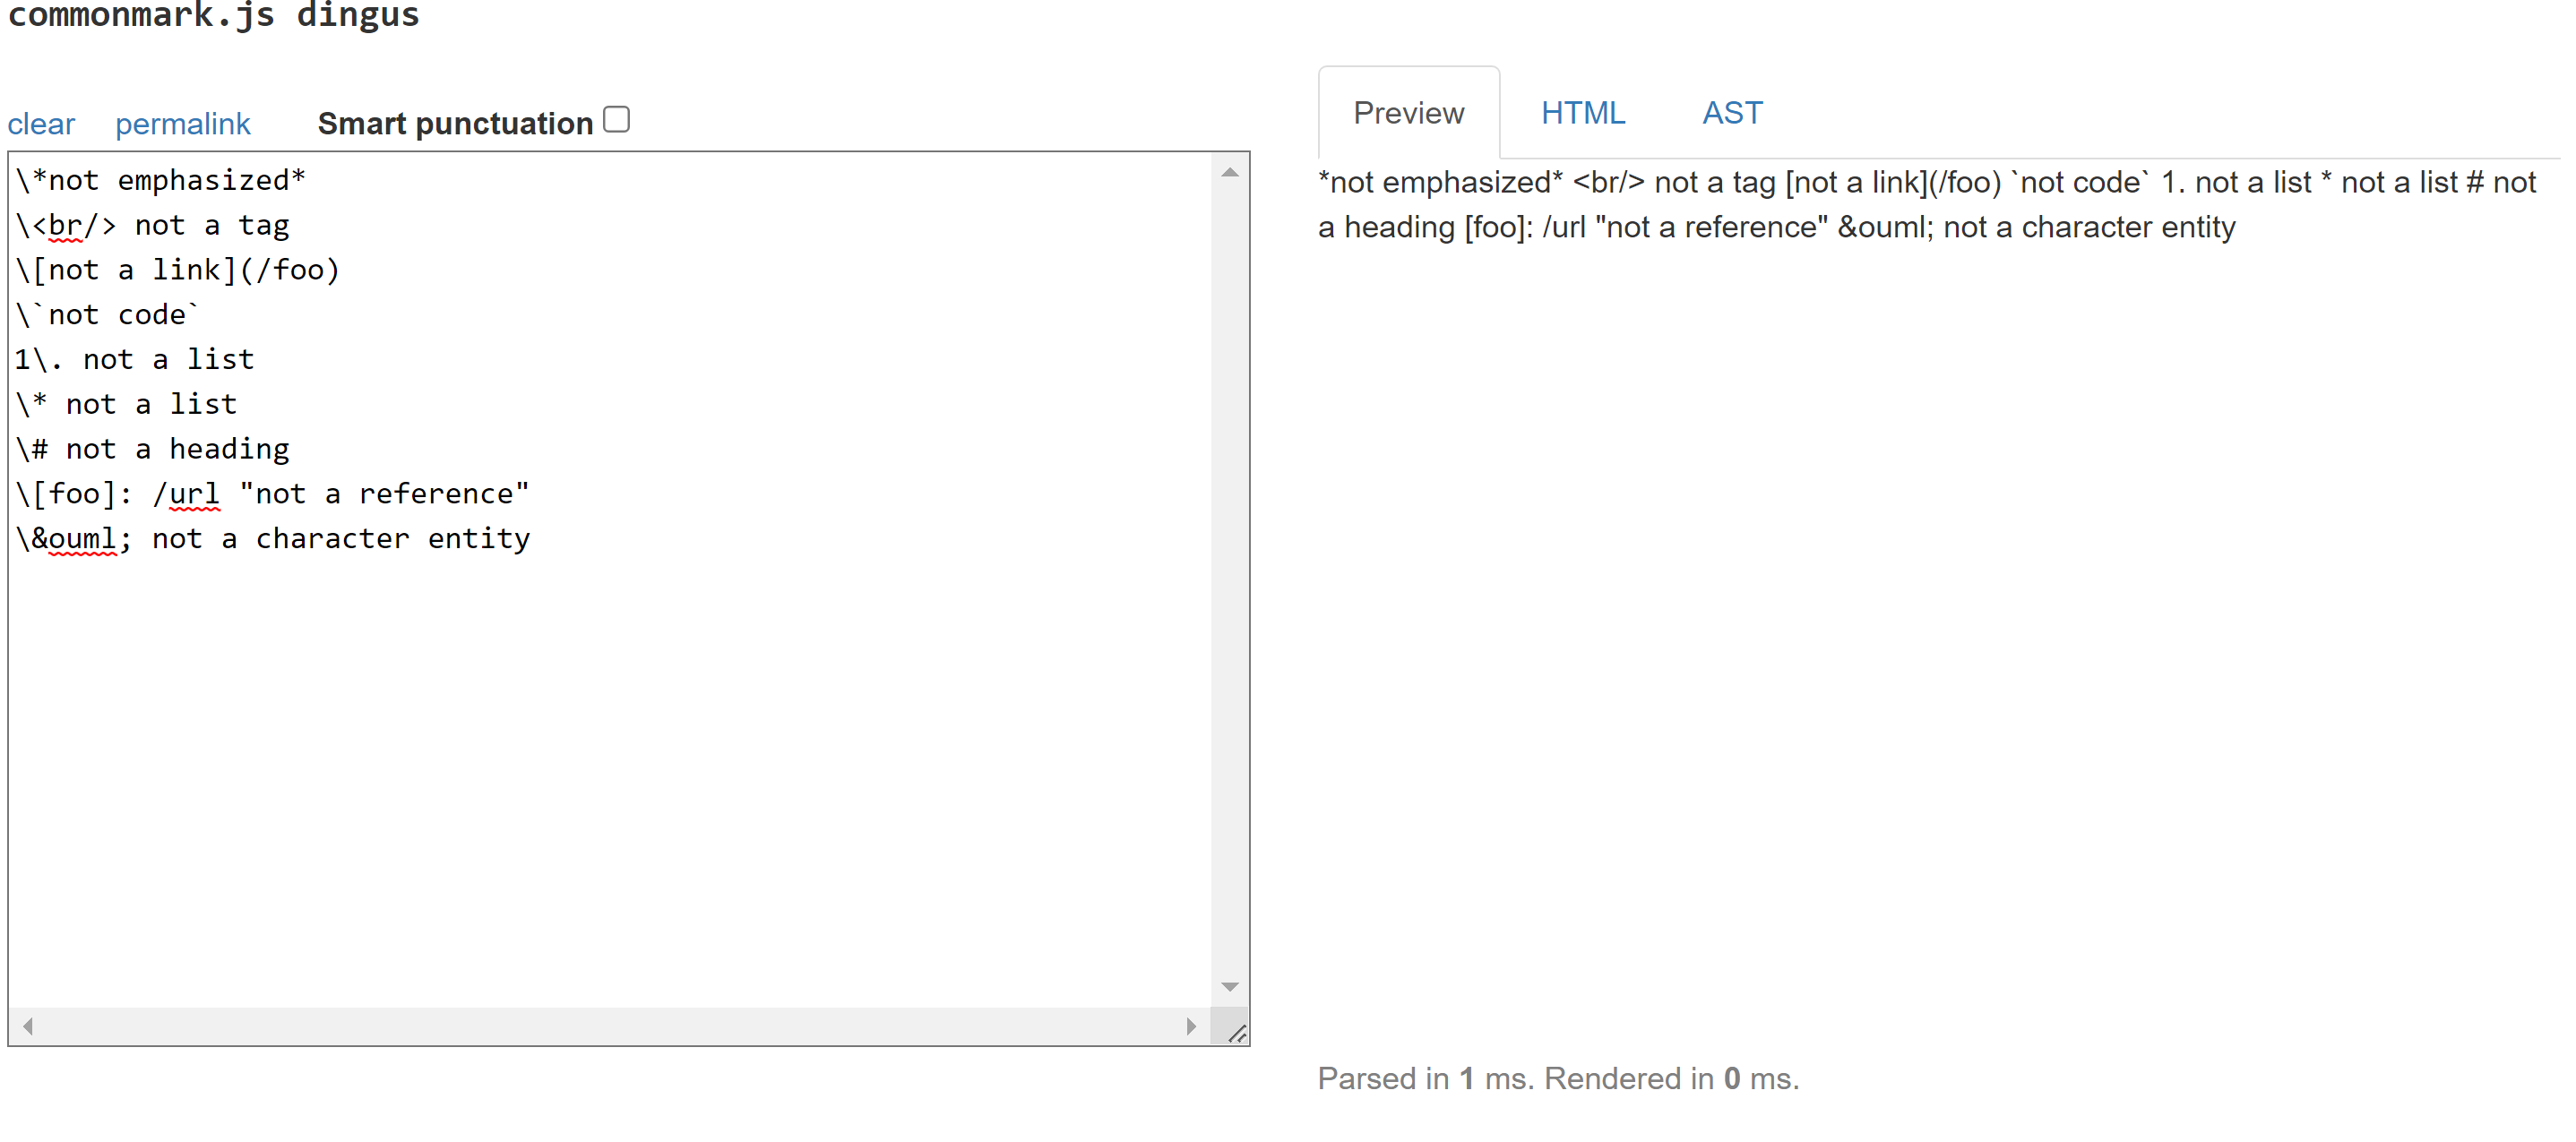 commonmark.js dingus
clear permalink Smart punctuation
\*not emphasized*
\<br/> not a tag
\[not a link](/foo)
\`not code`
1\. not a list
\* not a list
\# not a heading
\[foo]: /url "not a reference"
\&ouml; not a character entity
Preview HTML AST
*not emphasized* <br/> not a tag [not a link](/foo) `not code` 1. not a list * not a list # not
a heading [foo]: /url "not a reference" &ouml; not a character entity
Parsed in 1 ms. Rendered in 0 ms.